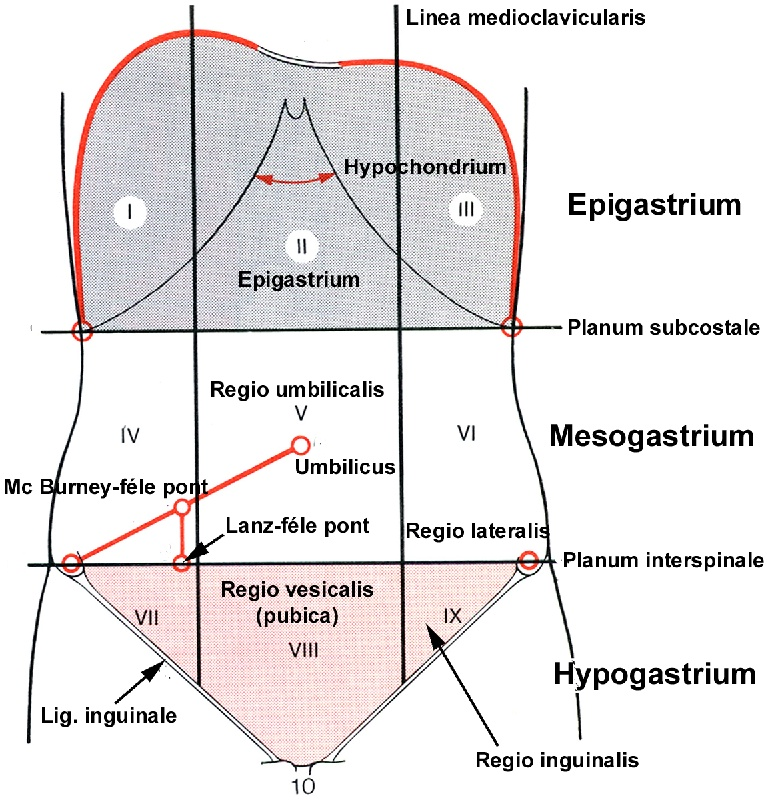 Linea medioclavicularis
Hypochondrium
I
III
Epigastrium
II
Epigastrium
Planum subcostale
Regio umbilicalis
V
IV
VI
Mesogastrium
Umbilicus
Mc Burney-féle pont
Lanz-féle pont
Regio lateralis
Planum interspinale
Regio vesicalis
(pubica)
VII
IX
VIII
Hypogastrium
Lig. inguinale
Regio inguinalis
10